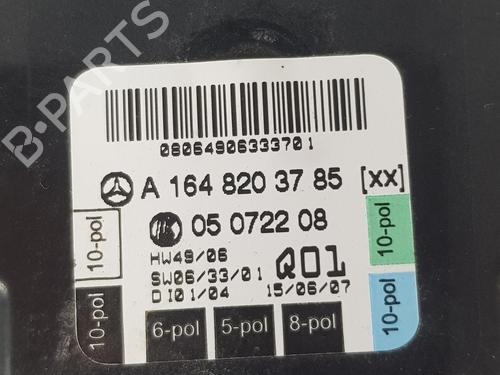 B-PARTS
08064906333701
A 164 820 37 85 [xx]
05 0722 08
HW49/06
SW06/33/01
DI01/04
Q01
15/06/07
10-pol
10-pol
10-pol
10-pol
6-pol
5-pol
8-pol